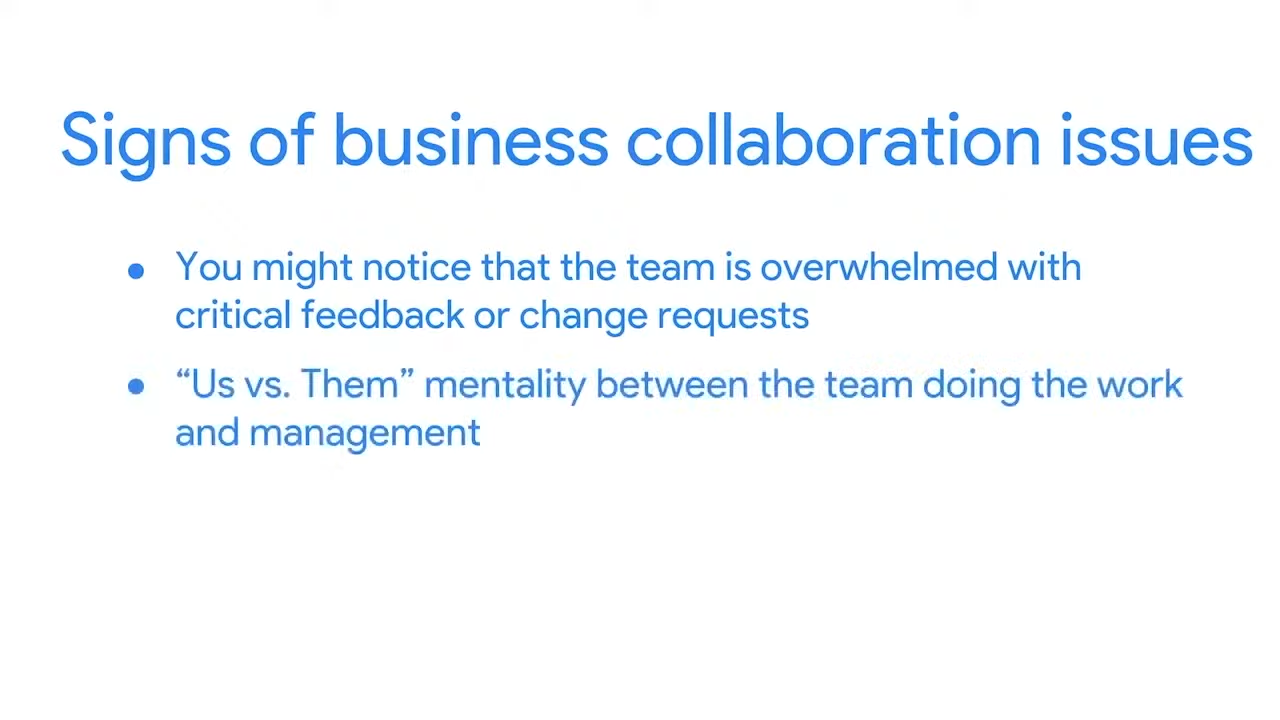 Signs of business collaboration issues
● You might notice that the team is overwhelmed with
critical feedback or change requests
● “Us vs. Them” mentality between the team doing the work
and management